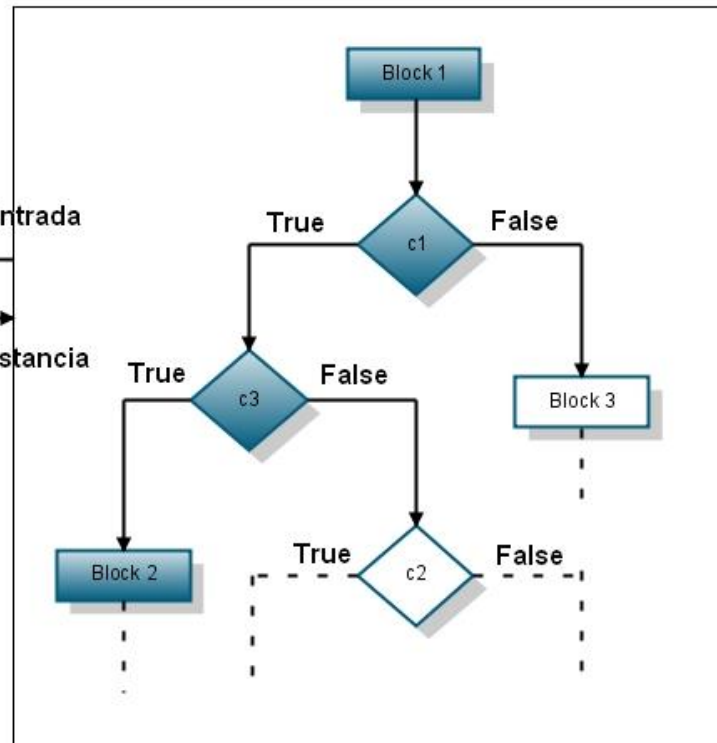 Block 1
ntrada
True
False
c1
stancia
True
False
c3
Block 3
True
False
Block 2
c2